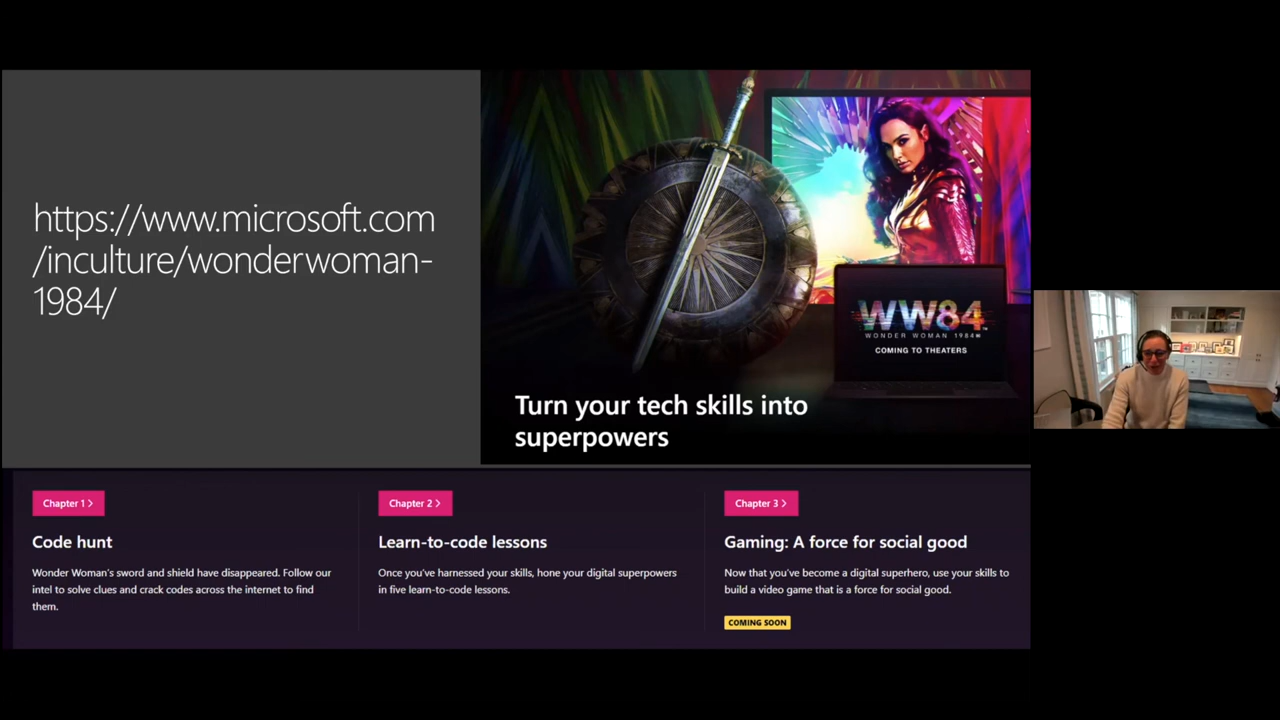 https://www.microsoft.com
/inculture/wonderwoman-
1984/
WW84
WONDER WOMAN 1984
COMING TO THEATERS
Turn your tech skills into
superpowers
Chapter 1 >
Code hunt
Wonder Woman's sword and shield have disappeared. Follow our
intel to solve clues and crack codes across the internet to find
them.
Chapter 2 >
Learn-to-code lessons
Once you've harnessed your skills, hone your digital superpowers
in five learn-to-code lessons.
Chapter 3 >
Gaming: A force for social good
Now that you've become a digital superhero, use your skills to
build a video game that is a force for social good.
COMING SOON